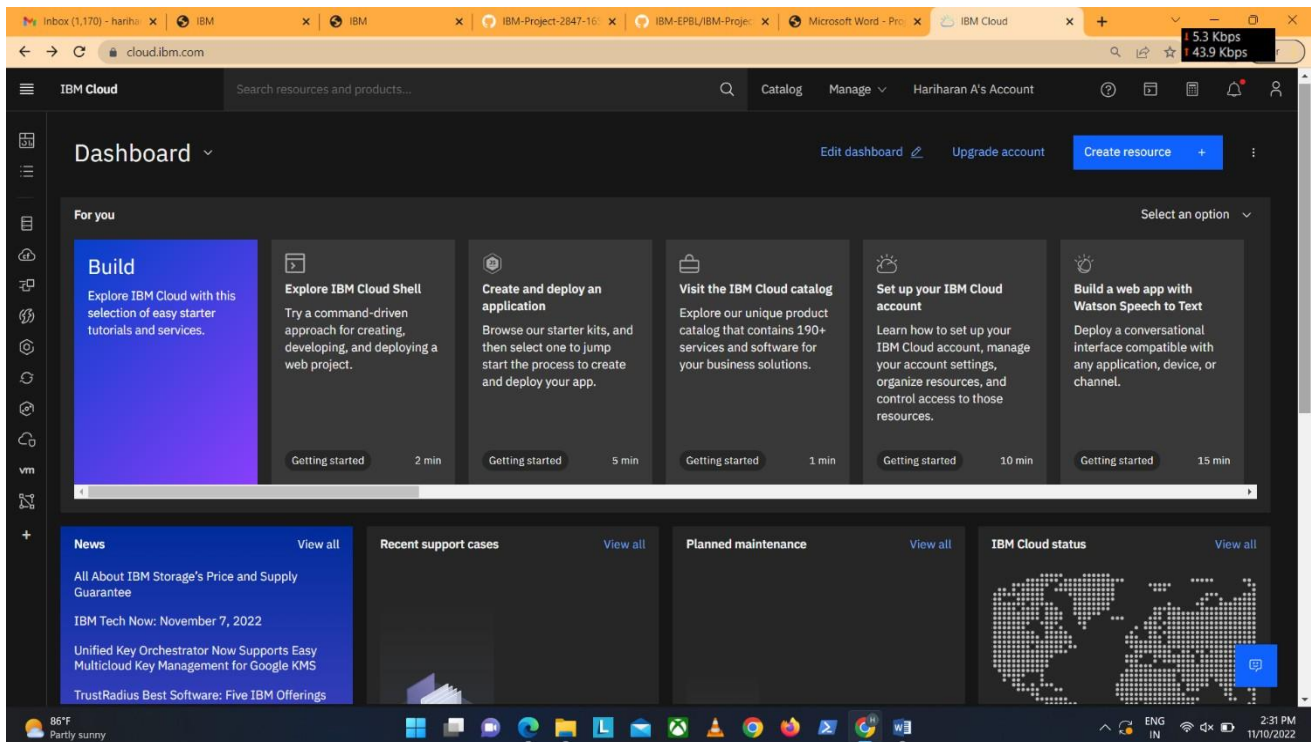 Inbox (1,170) - hariha
IBM
IBM
IBM-Project-2847-16
IBM-EPBL/IBM-Projec
Microsoft Word - Pro
IBM Cloud
5.3 Kbps
43.9 Kbps
cloud.ibm.com
IBM Cloud
Search resources and products...
Catalog
Manage
Hariharan A's Account
Dashboard
Edit dashboard
Upgrade account
Create resource +
For you
Select an option
Build
Explore IBM Cloud with this
selection of easy starter
tutorials and services.
Explore IBM Cloud Shell
Try a command-driven
approach for creating,
developing, and deploying a
web project.
Getting started 2 min
Create and deploy an
application
Browse our starter kits, and
then select one to jump
start the process to create
and deploy your app.
Getting started 5 min
Visit the IBM Cloud catalog
Explore our unique product
catalog that contains 190+
services and software for
your business solutions.
Getting started 1 min
Set up your IBM Cloud
account
Learn how to set up your
IBM Cloud account, manage
your account settings,
organize resources, and
control access to those
resources.
Getting started 10 min
Build a web app with
Watson Speech to Text
Deploy a conversational
interface compatible with
any application, device, or
channel.
Getting started 15 min
vm
News View all
All About IBM Storage's Price and Supply
Guarantee
IBM Tech Now: November 7, 2022
Unified Key Orchestrator Now Supports Easy
Multicloud Key Management for Google KMS
TrustRadius Best Software: Five IBM Offerings
Recent support cases View all
Planned maintenance View all
IBM Cloud status View all
86°F
Partly sunny
ENG
IN
2:31 PM
11/10/2022